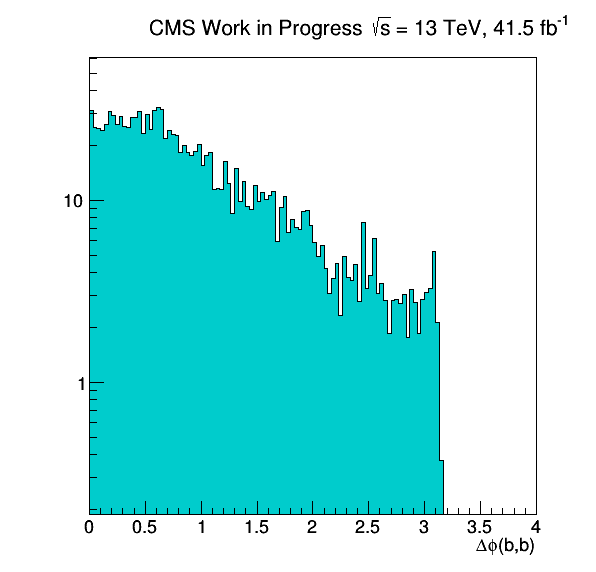 CMS Work in Progress √s = 13 TeV, 41.5 fb⁻¹
10
1
0 0.5 1 1.5 2 2.5 3 3.5 4
Δϕ(b,b)